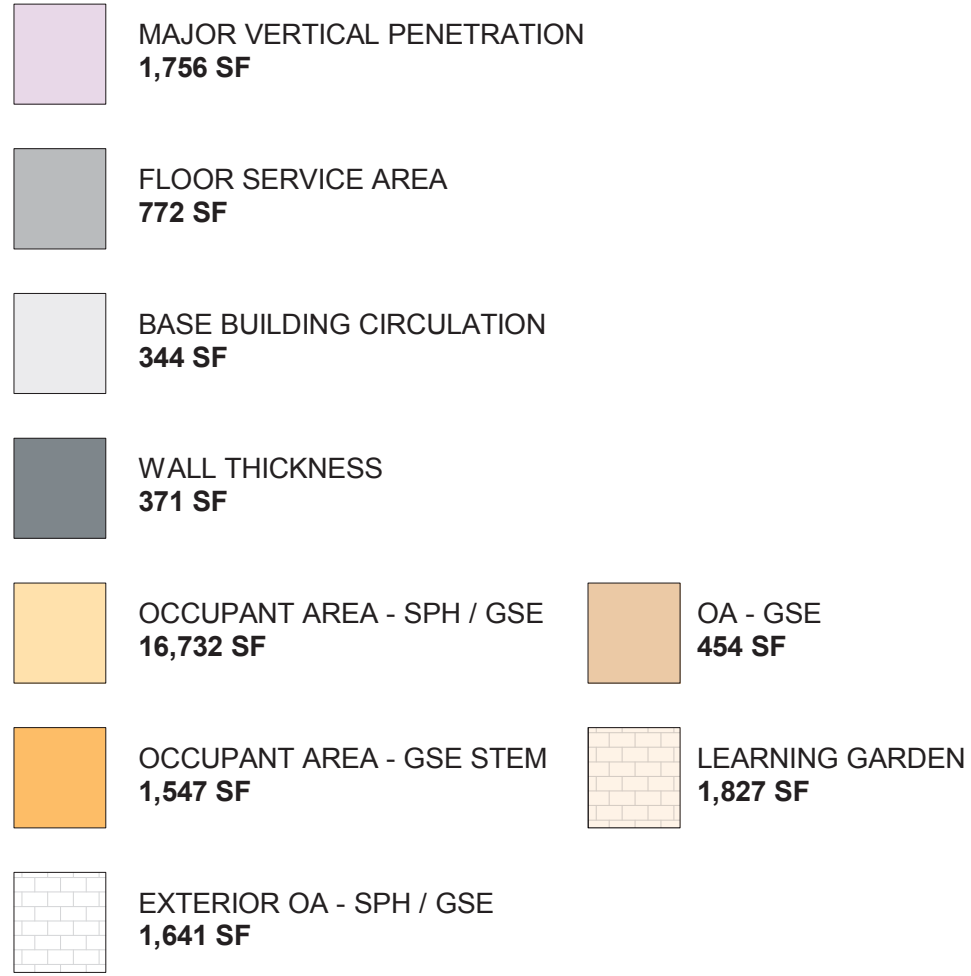 MAJOR VERTICAL PENETRATION
1,756 SF
FLOOR SERVICE AREA
772 SF
BASE BUILDING CIRCULATION
344 SF
WALL THICKNESS
371 SF
OCCUPANT AREA - SPH / GSE
16,732 SF
OA - GSE
454 SF
OCCUPANT AREA - GSE STEM
1,547 SF
LEARNING GARDEN
1,827 SF
EXTERIOR OA - SPH / GSE
1,641 SF